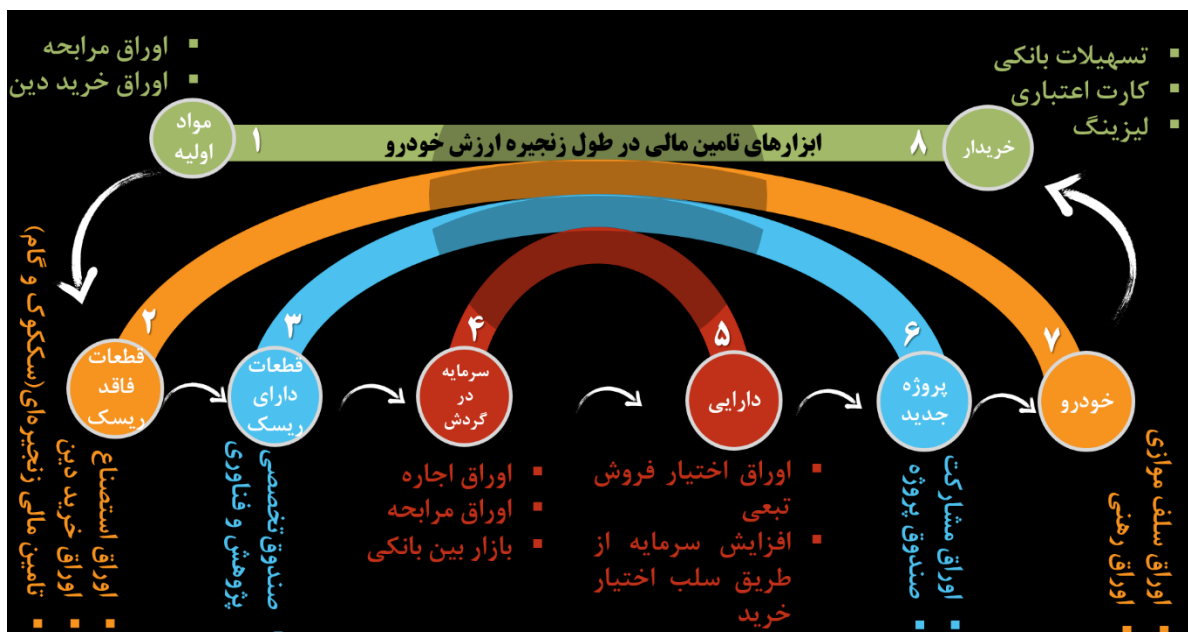 ابزارهای تامین مالی در طول زنجیره ارزش خودرو
۱
مواد
اولیه
اوراق مرابحه
اوراق خرید دین
۲
قطعات
فاقد
ریسک
اوراق استصناع
اوراق خرید دین
تامین مالی زنجیره‌ای(سککوک و گام)
۳
قطعات
دارای
ریسک
صندوق تخصصی
پژوهش و فناوری
۴
سرمایه
در
گردش
اوراق اجاره
اوراق مرابحه
بازار بین بانکی
۵
دارایی
اوراق اختیار فروش
تبعی
افزایش سرمایه از
طریق سلب اختیار
خرید
۶
پروژه
جدید
اوراق مشارکت
صندوق پروژه
۷
خودرو
اوراق سلف موازی
اوراق رهنی
۸
خریدار
تسهیلات بانکی
کارت اعتباری
لیزینگ